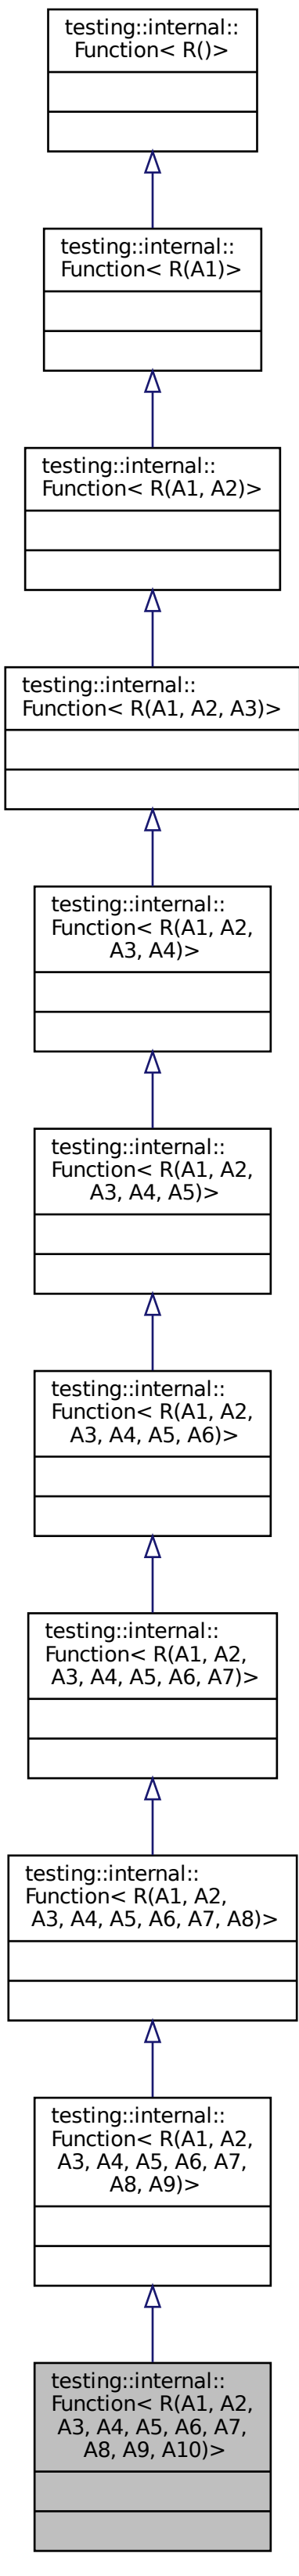 testing::internal::
Function< R()>
testing::internal::
Function< R(A1)>
testing::internal::
Function< R(A1, A2)>
testing::internal::
Function< R(A1, A2, A3)>
testing::internal::
Function< R(A1, A2,
A3, A4)>
testing::internal::
Function< R(A1, A2,
A3, A4, A5)>
testing::internal::
Function< R(A1, A2,
A3, A4, A5, A6)>
testing::internal::
Function< R(A1, A2,
A3, A4, A5, A6, A7)>
testing::internal::
Function< R(A1, A2,
A3, A4, A5, A6, A7, A8)>
testing::internal::
Function< R(A1, A2,
A3, A4, A5, A6, A7,
A8, A9)>
testing::internal::
Function< R(A1, A2,
A3, A4, A5, A6, A7,
A8, A9, A10)>